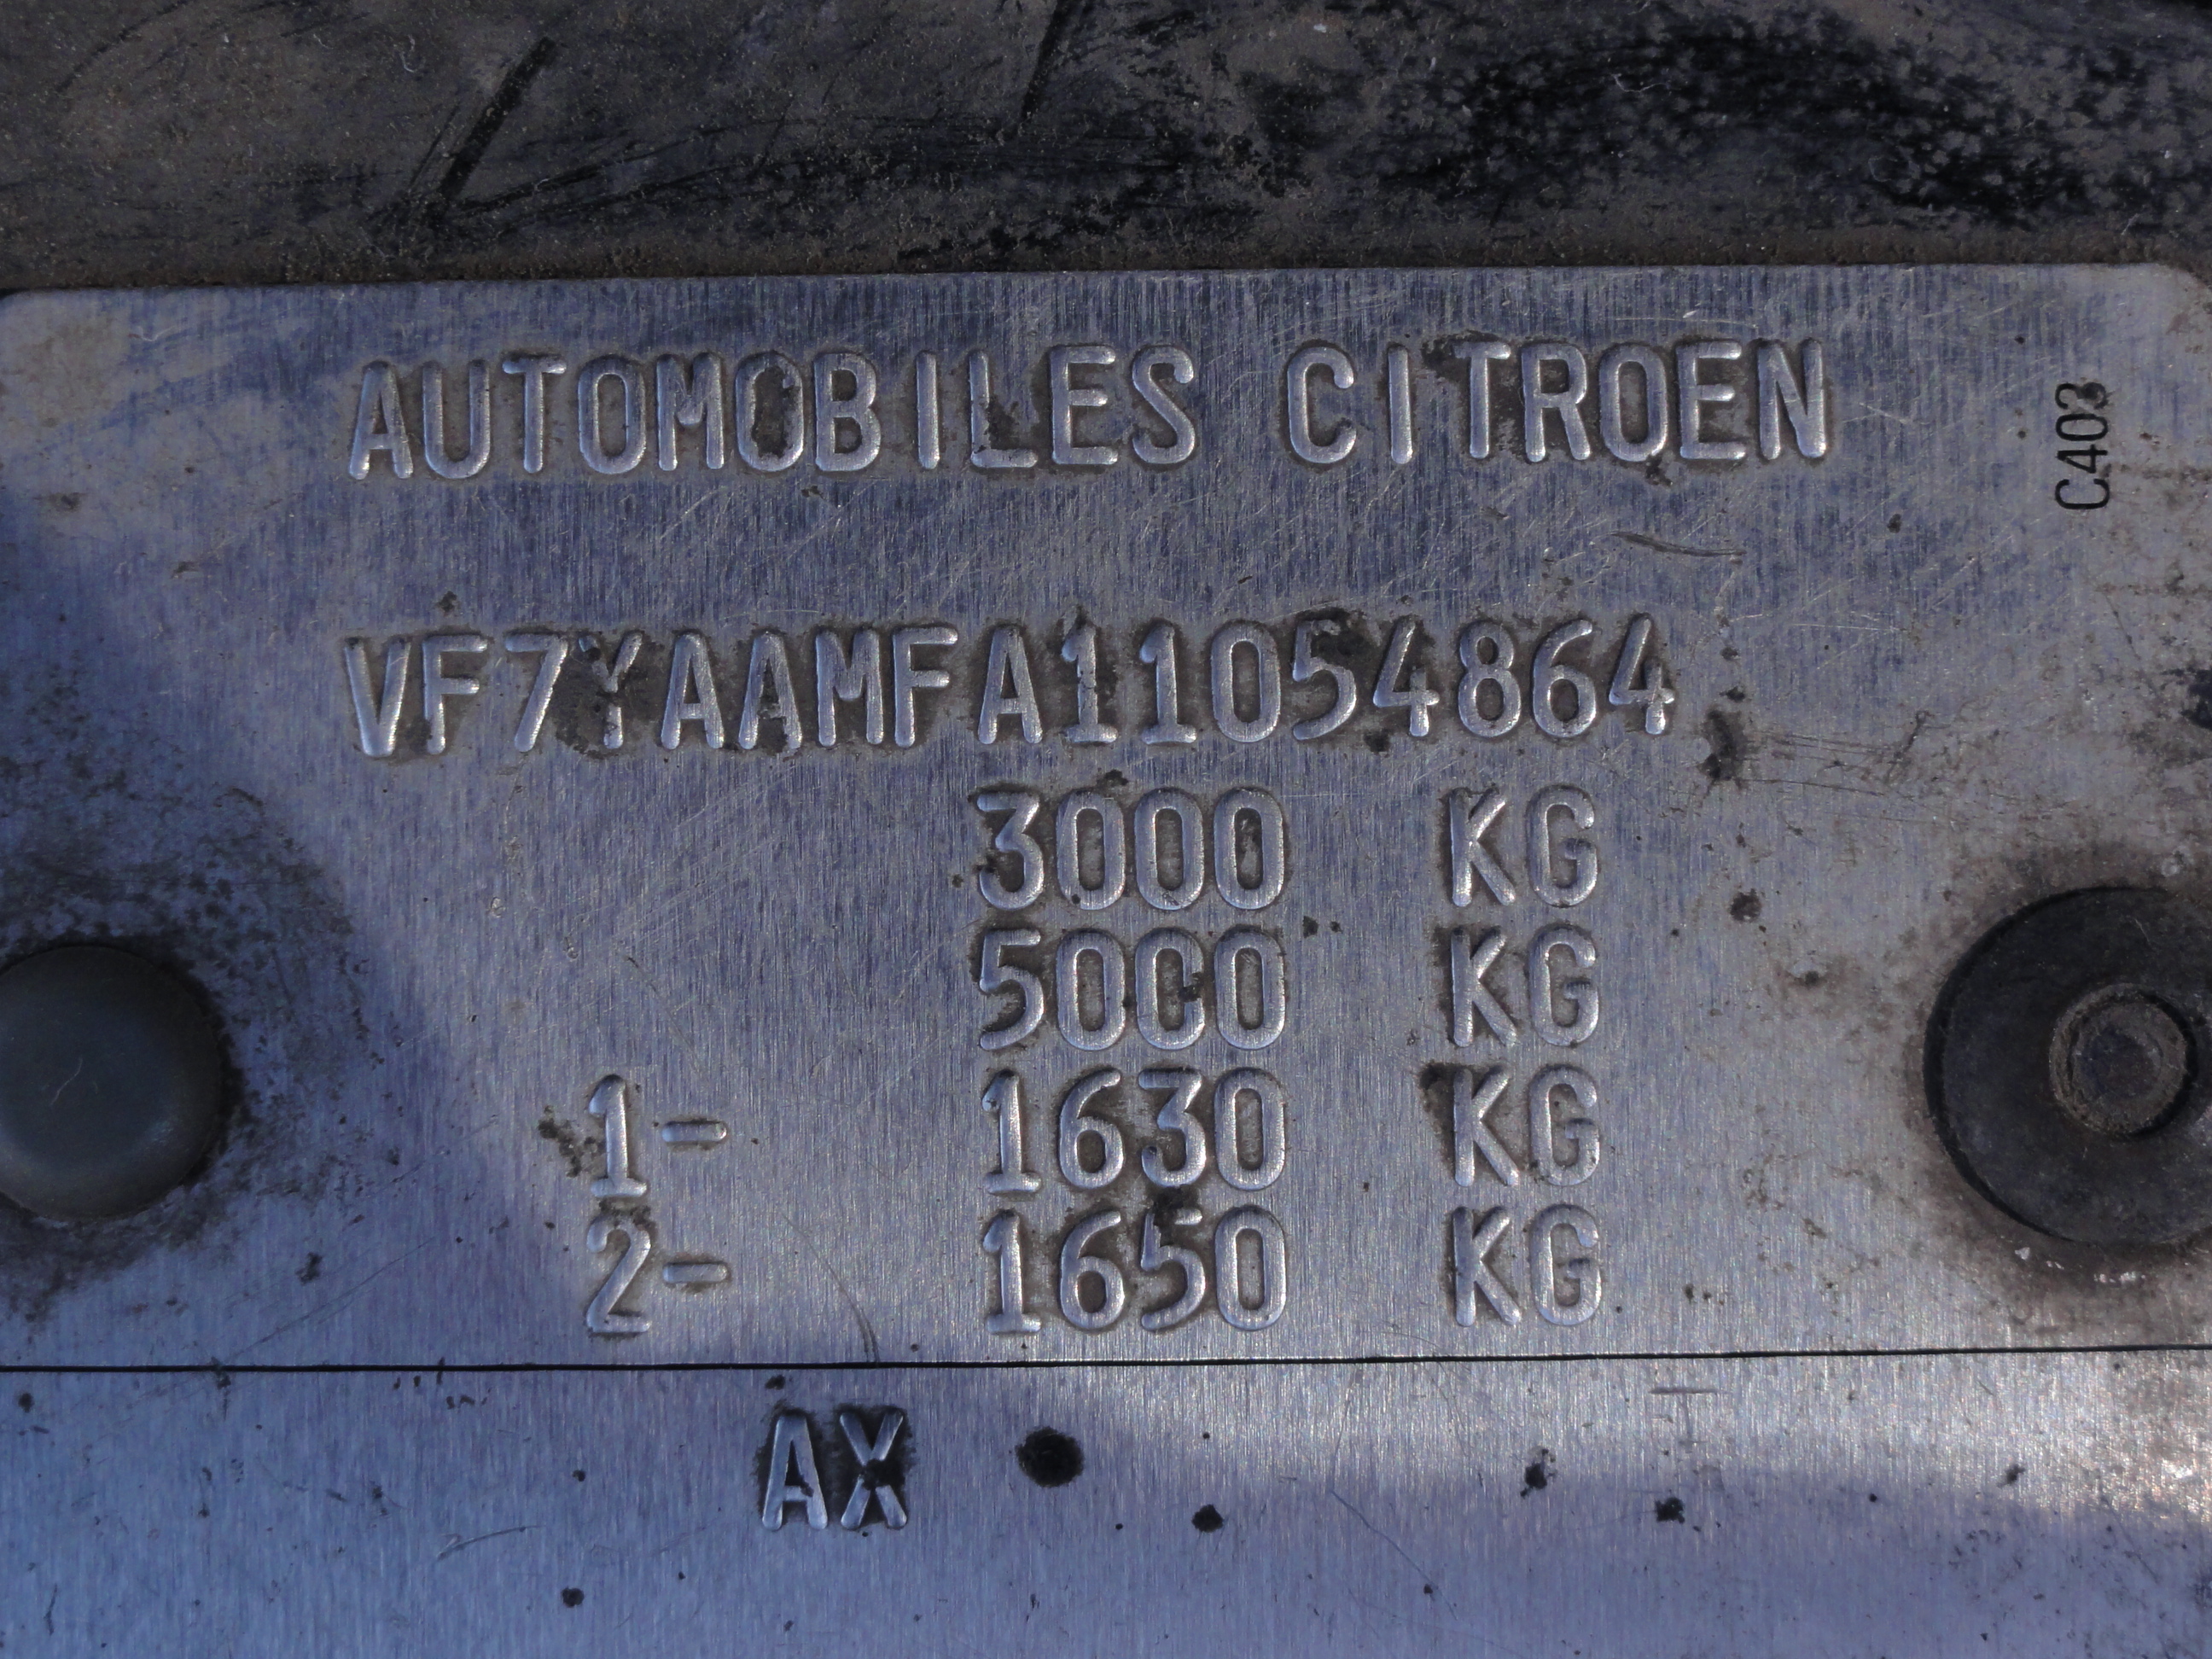 AUTOMOBILES CITROEN
C403
VF7YAAMFA11054864
3000 KG
5000 KG
1- 1630 KG
2- 1650 KG
AX